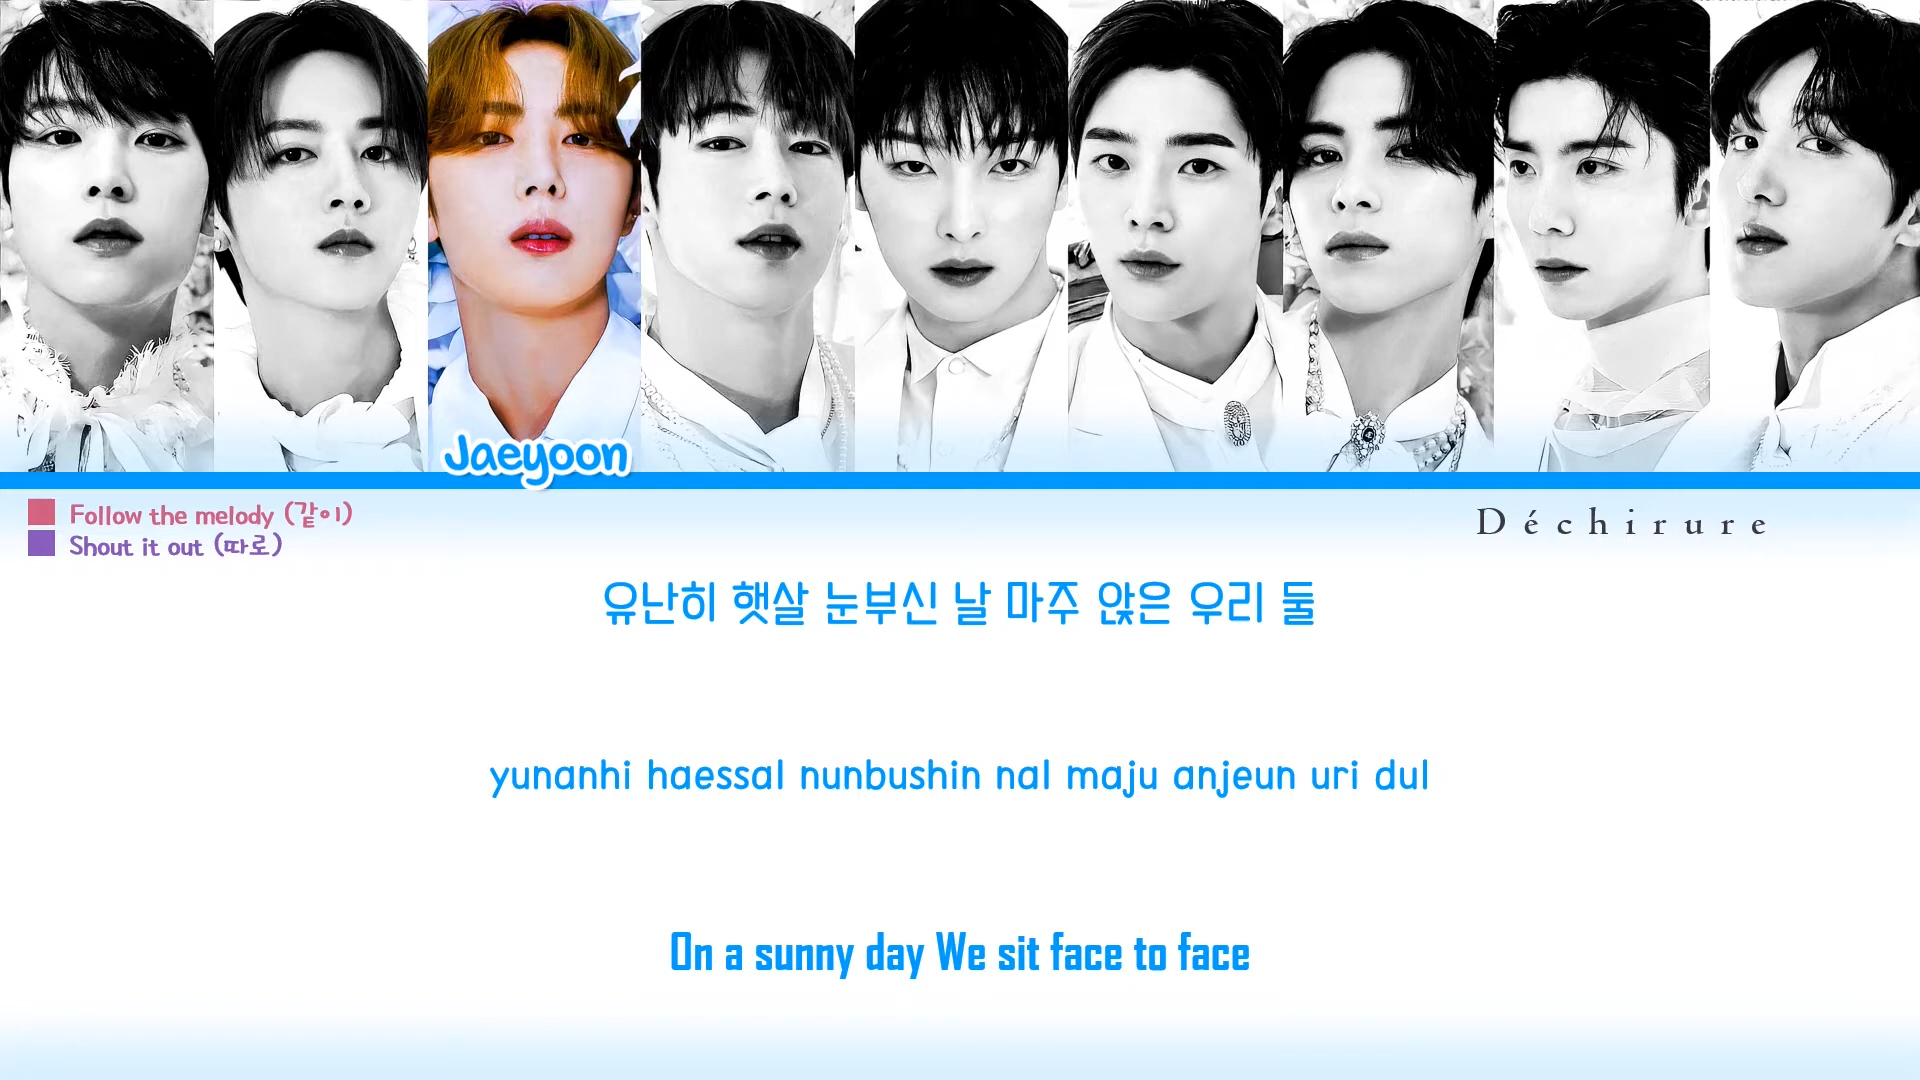 Jaeyoon
Follow the melody (같이)
Shout it out (따로)
Déchirure
유난히 햇살 눈부신 날 마주 앉은 우리 둘
yunanhi haessal nunbushin nal maju anjeun uri dul
On a sunny day We sit face to face